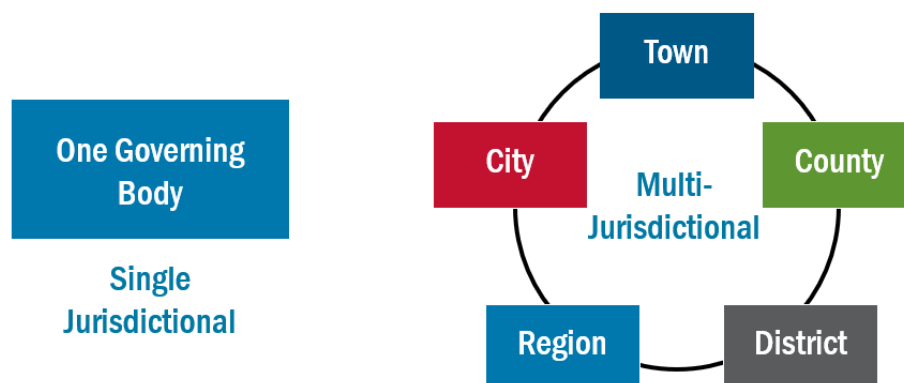 One Governing
Body
Single
Jurisdictional
Town
City
County
Multi-
Jurisdictional
Region
District